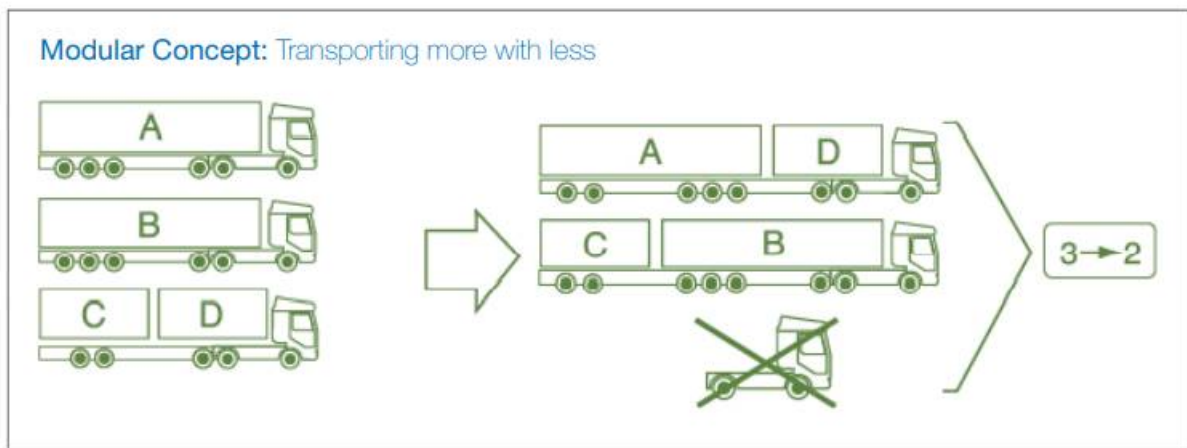 Modular Concept: Transporting more with less
A
B
C D
A D
C B
3→2